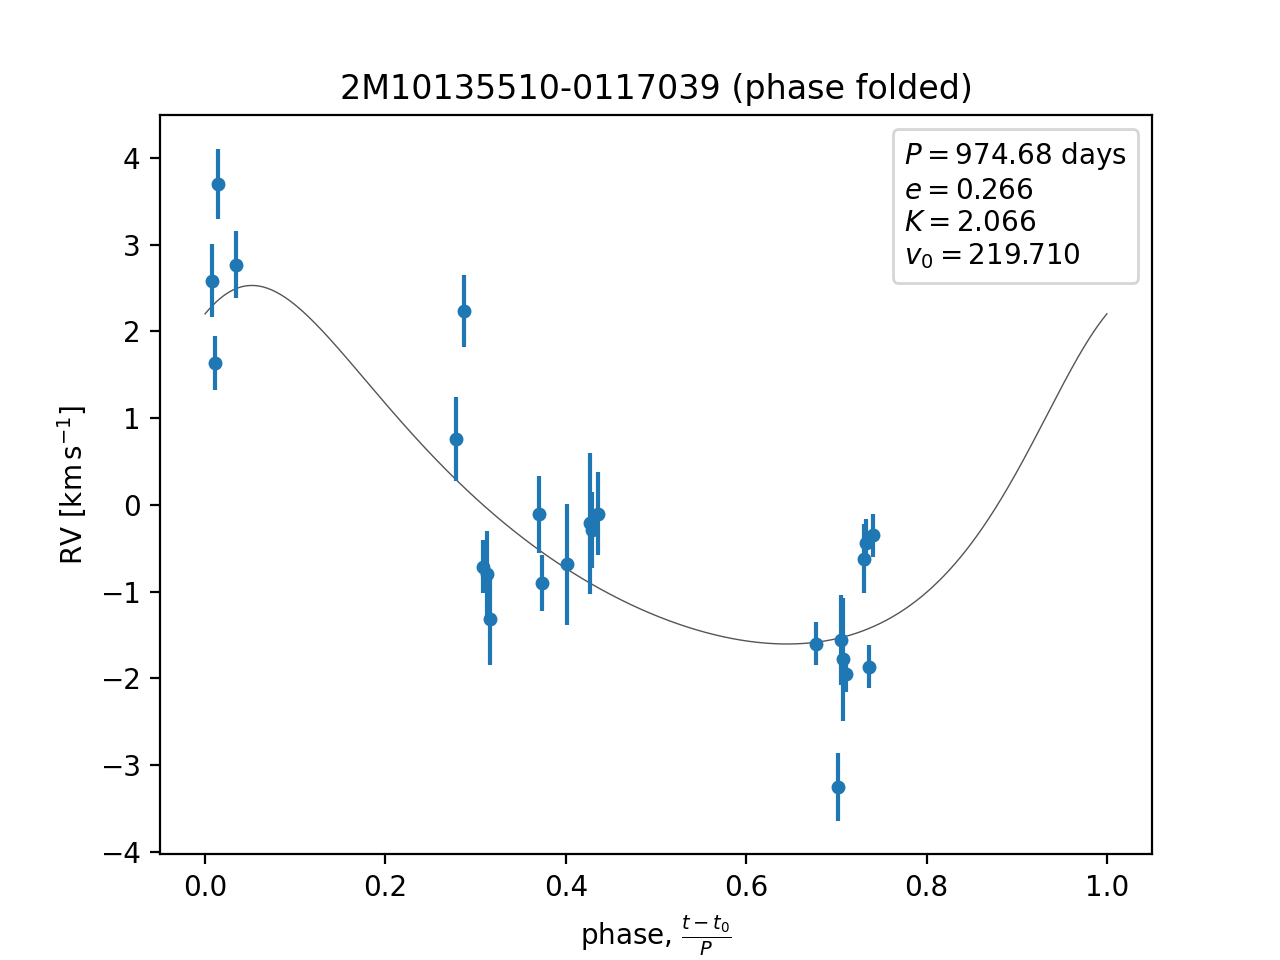 2M10135510-0117039 (phase folded)
P = 974.68 days
e = 0.266
K = 2.066
v₀ = 219.710
RV [km s⁻¹]
4
3
2
1
0
−1
−2
−3
−4
0.0 0.2 0.4 0.6 0.8 1.0
phase, (t − t₀)/P